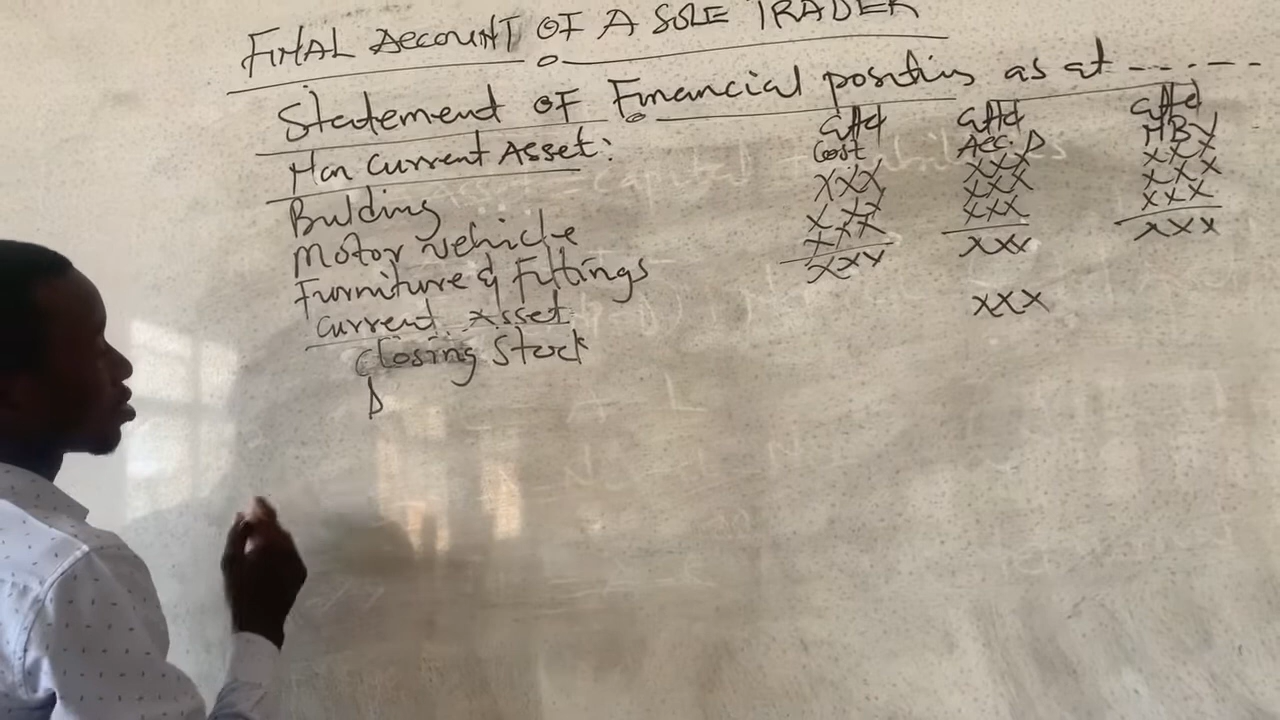 FINAL ACCOUNT OF A SOLE TRADER
Statement OF Financial position as at ------
GH¢ GH¢ GH¢
Non Current Asset: Cost Acc. D NBV
Bulding XXX XXX XXX
Motor vehicle XXX XXX XXX
Furniture & Fittings XXX XXX XXX
XXX XXX XXX
Current Asset
Closing Stock XXX
D